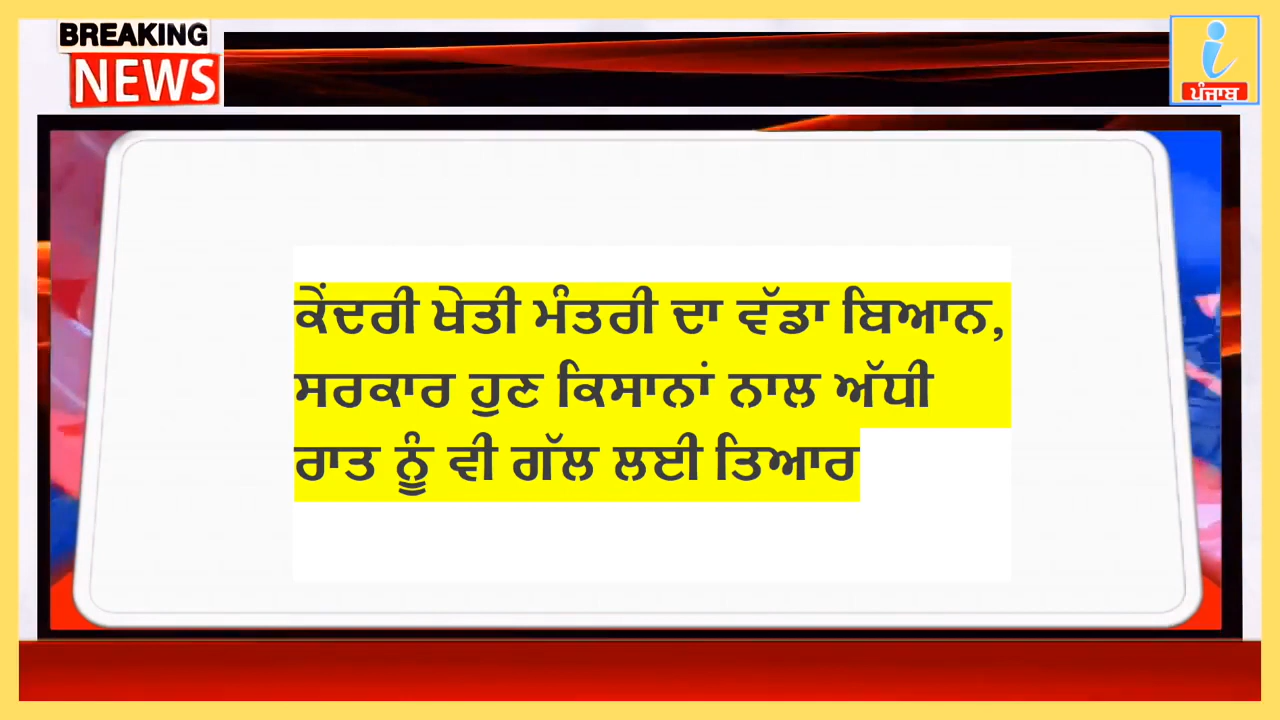 BREAKING
NEWS
i
ਪੰਜਾਬ
ਕੇਂਦਰੀ ਖੇਤੀ ਮੰਤਰੀ ਦਾ ਵੱਡਾ ਬਿਆਨ,
ਸਰਕਾਰ ਹੁਣ ਕਿਸਾਨਾਂ ਨਾਲ ਅੱਧੀ
ਰਾਤ ਨੂੰ ਵੀ ਗੱਲ ਲਈ ਤਿਆਰ